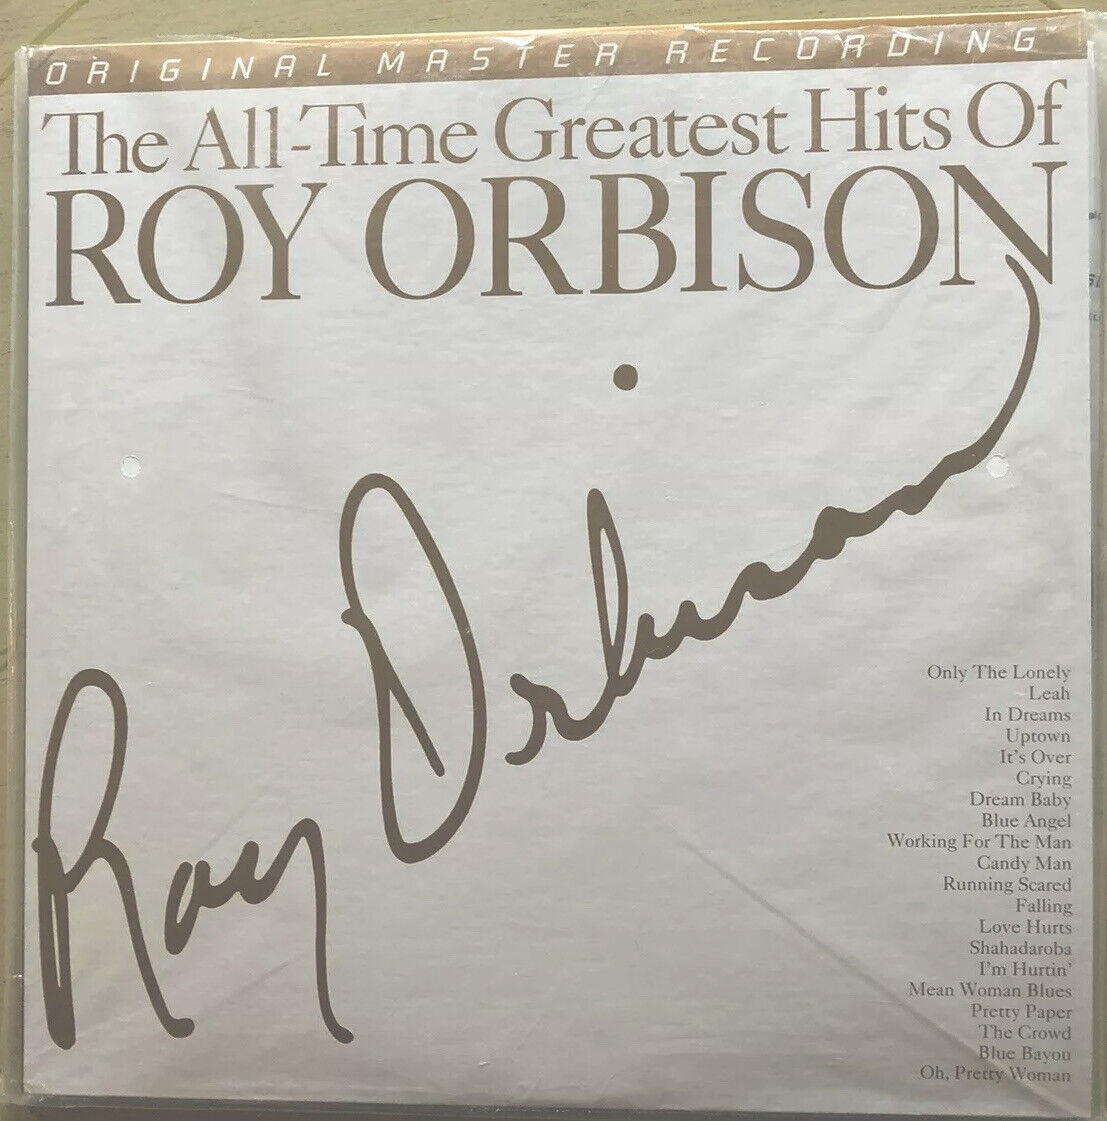 ORIGINAL MASTER RECORDING™
The All-Time Greatest Hits Of
ROY ORBISON
Roy Orbison
Only The Lonely
Leah
In Dreams
Uptown
It's Over
Crying
Dream Baby
Blue Angel
Working For The Man
Candy Man
Running Scared
Falling
Love Hurts
Shahadaroba
I'm Hurtin'
Mean Woman Blues
Pretty Paper
The Crowd
Blue Bayou
Oh, Pretty Woman